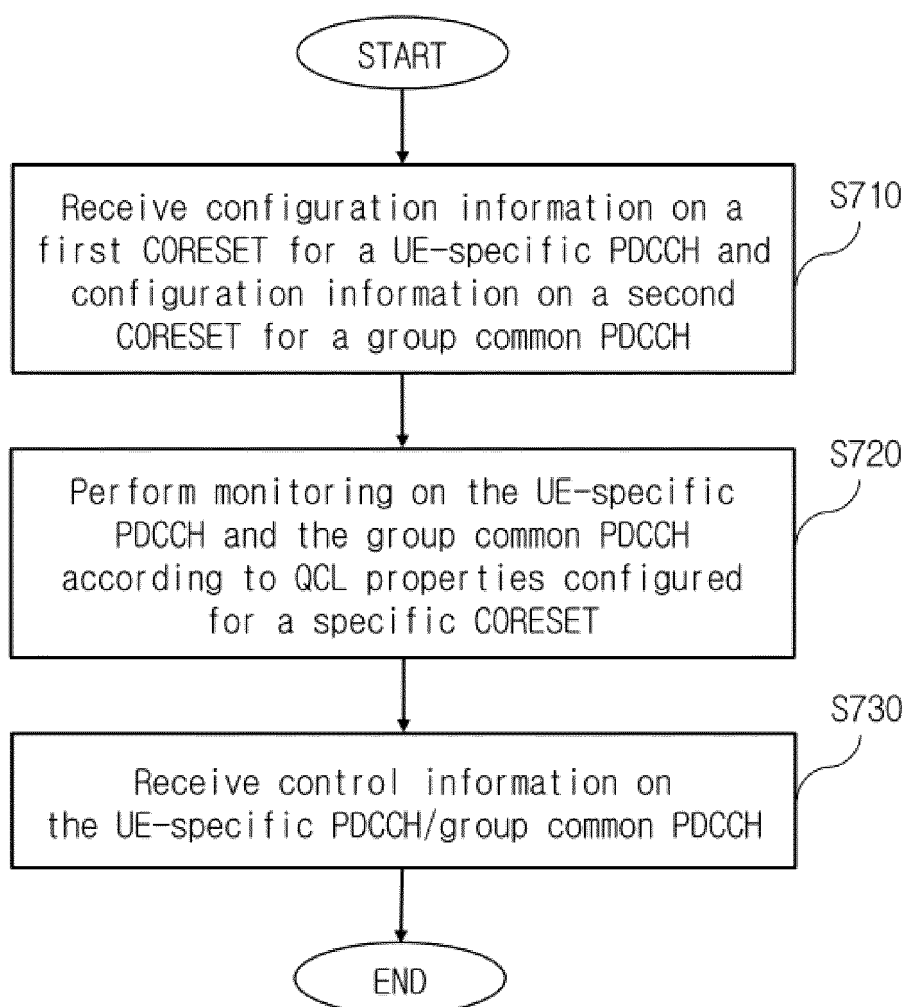 START
S710
Receive configuration information on a
first CORESET for a UE-specific PDCCH and
configuration information on a second
CORESET for a group common PDCCH
S720
Perform monitoring on the UE-specific
PDCCH and the group common PDCCH
according to QCL properties configured
for a specific CORESET
S730
Receive control information on
the UE-specific PDCCH/group common PDCCH
END